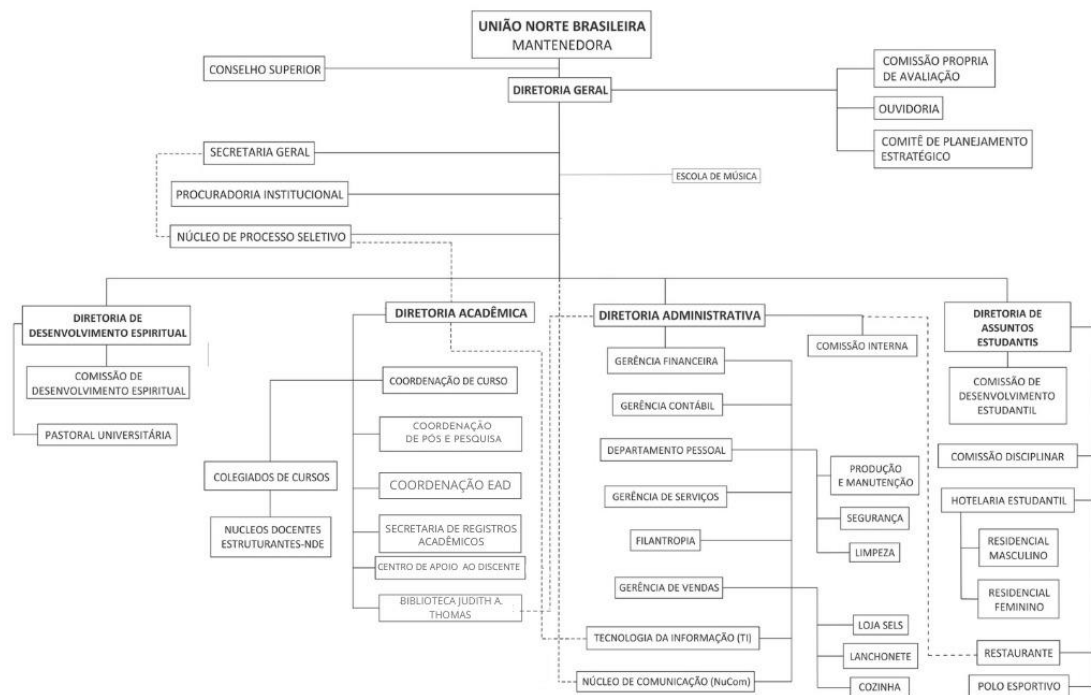 UNIÃO NORTE BRASILEIRA
MANTENEDORA
CONSELHO SUPERIOR
DIRETORIA GERAL
COMISSÃO PROPRIA
DE AVALIAÇÃO
OUVIDORIA
COMITÊ DE PLANEJAMENTO
ESTRATÉGICO
SECRETARIA GERAL
ESCOLA DE MÚSICA
PROCURADORIA INSTITUCIONAL
NÚCLEO DE PROCESSO SELETIVO
DIRETORIA DE
DESENVOLVIMENTO ESPIRITUAL
COMISSÃO DE
DESENVOLVIMENTO ESPIRITUAL
PASTORAL UNIVERSITÁRIA
DIRETORIA ACADÊMICA
COORDENAÇÃO DE CURSO
COORDENAÇÃO
DE PÓS E PESQUISA
COLEGIADOS DE CURSOS
COORDENAÇÃO EAD
NUCLEOS DOCENTES
ESTRUTURANTES-NDE
SECRETARIA DE REGISTROS
ACADÊMICOS
CENTRO DE APOIO AO DISCENTE
BIBLIOTECA JUDITH A.
THOMAS
DIRETORIA ADMINISTRATIVA
COMISSÃO INTERNA
GERÊNCIA FINANCEIRA
GERÊNCIA CONTÁBIL
DEPARTAMENTO PESSOAL
PRODUÇÃO
E MANUTENÇÃO
GERÊNCIA DE SERVIÇOS
SEGURANÇA
FILANTROPIA
LIMPEZA
GERÊNCIA DE VENDAS
LOJA SELS
TECNOLOGIA DA INFORMAÇÃO (TI)
LANCHONETE
NÚCLEO DE COMUNICAÇÃO (NuCom)
COZINHA
DIRETORIA DE
ASSUNTOS
ESTUDANTIS
COMISSÃO DE
DESENVOLVIMENTO
ESTUDANTIL
COMISSÃO DISCIPLINAR
HOTELARIA ESTUDANTIL
RESIDENCIAL
MASCULINO
RESIDENCIAL
FEMININO
RESTAURANTE
POLO ESPORTIVO